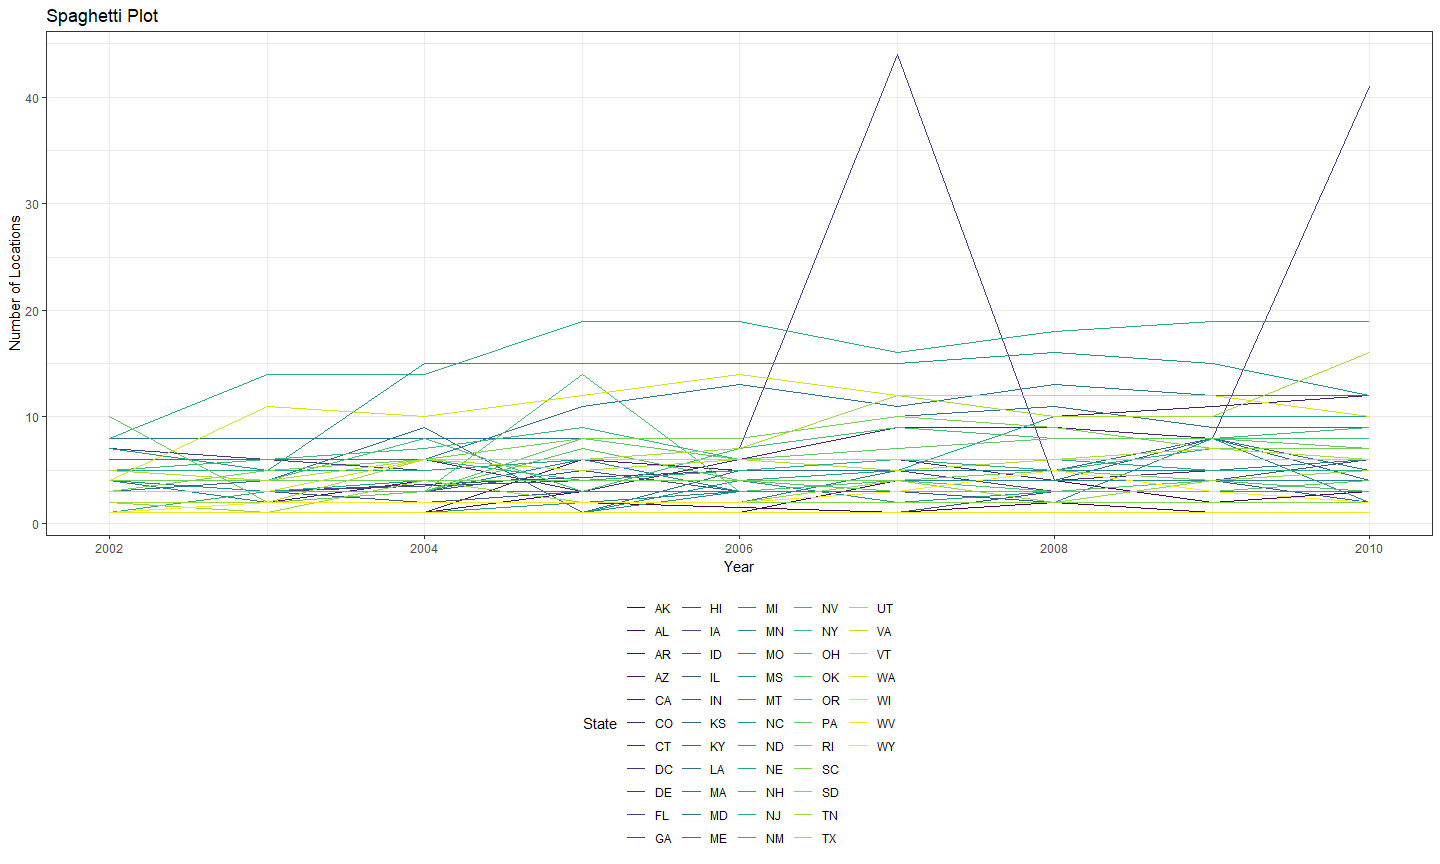 Spaghetti Plot
Number of Locations
40
30
20
10
0
2002 2004 2006 2008 2010
Year
State
AK HI MI NV UT
AL IA MN NY VA
AR ID MO OH VT
AZ IL MS OK WA
CA IN MT OR WI
CO KS NC PA WV
CT KY ND RI WY
DC LA NE SC
DE MA NH SD
FL MD NJ TN
GA ME NM TX